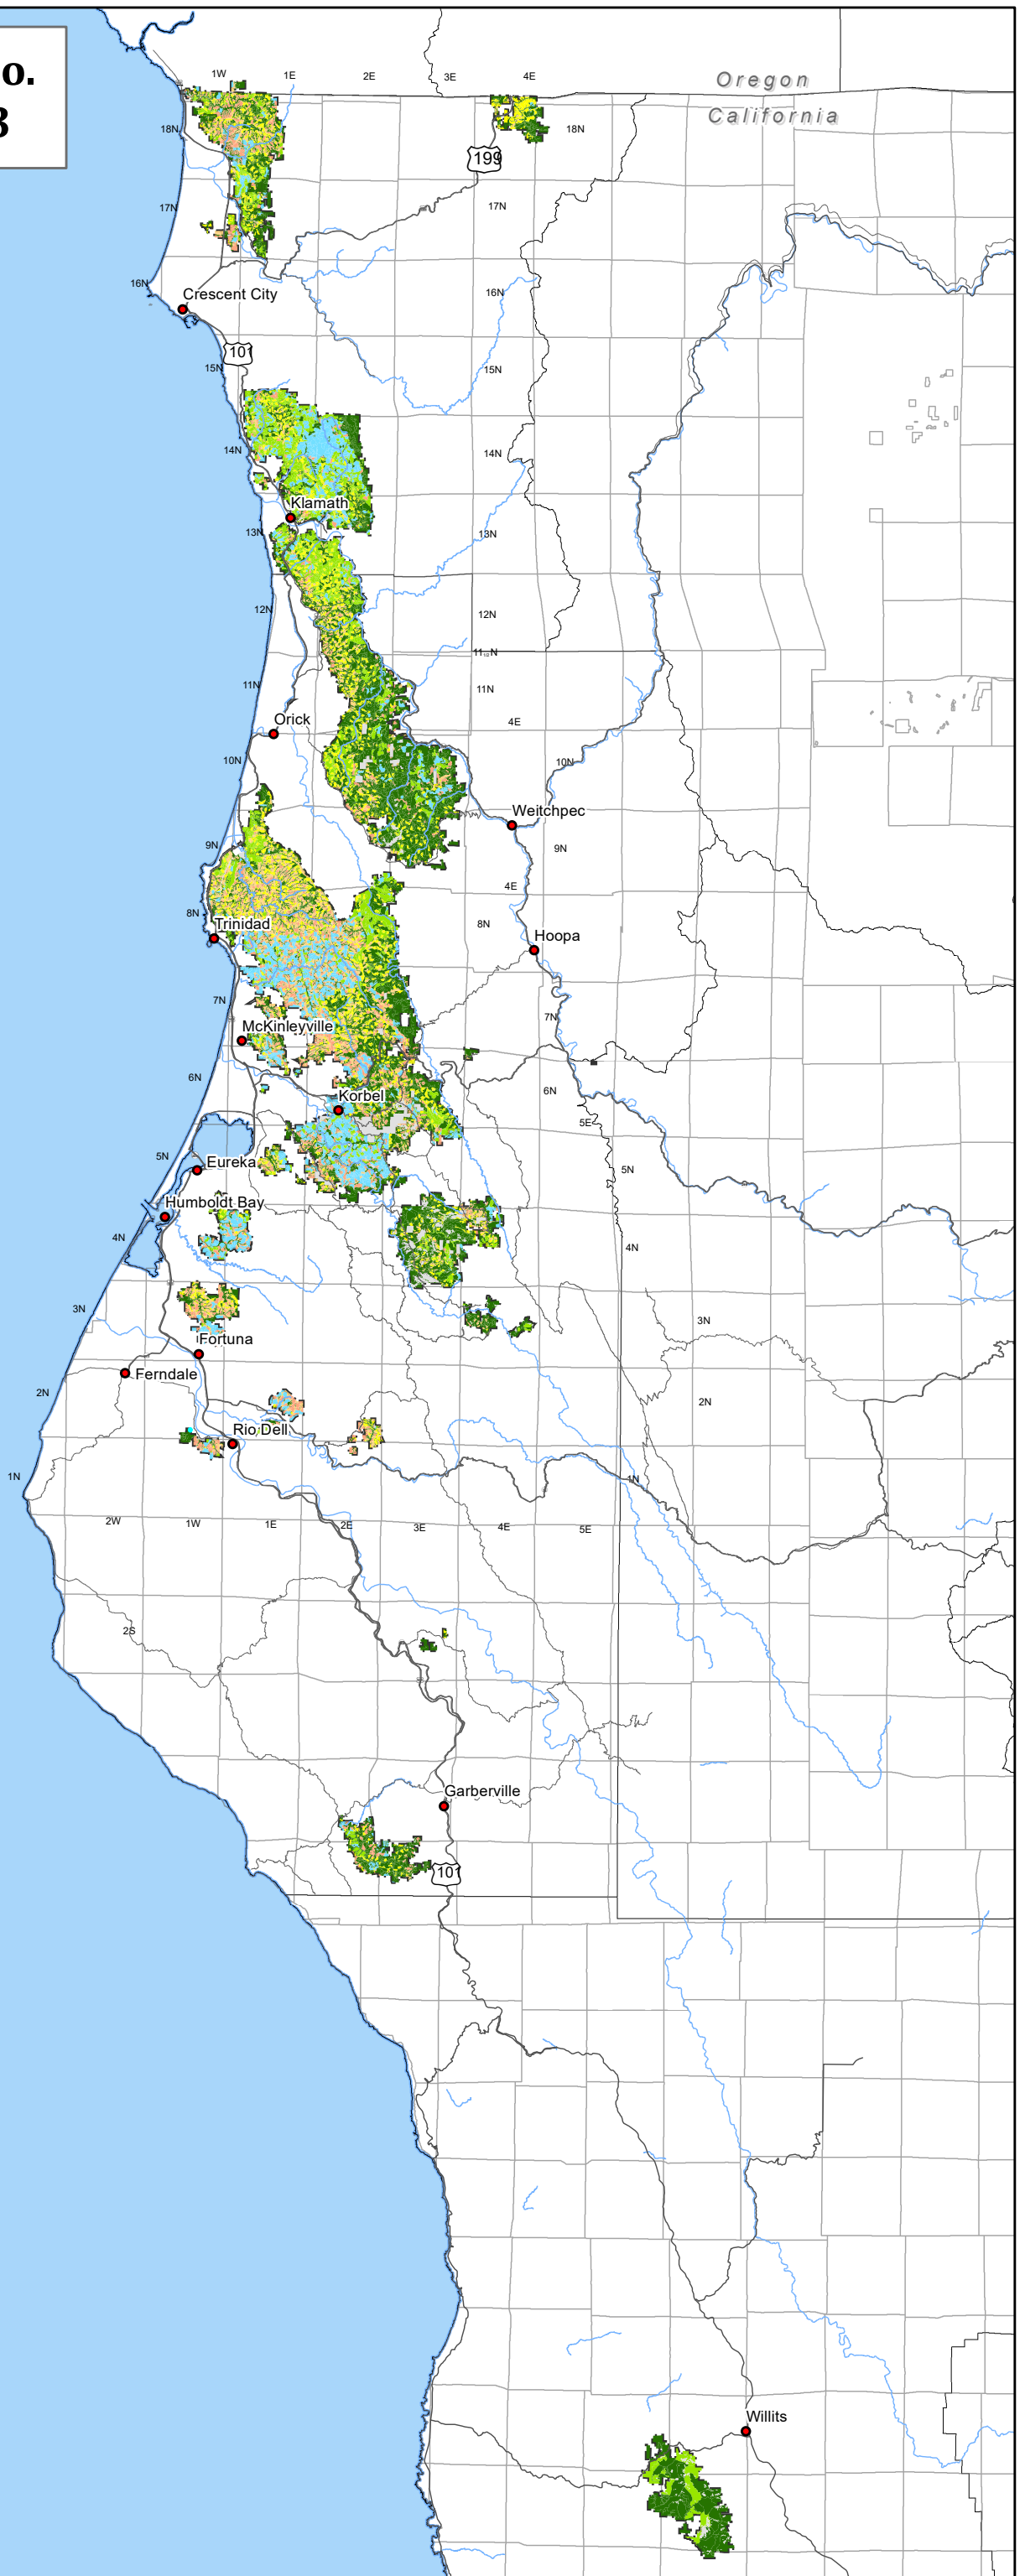 o.
3
1W 1E 2E 3E 4E
Oregon
California
18N 18N
199
17N 17N
16N 16N
Crescent City
101
15N 15N
14N 14N
Klamath
13N 13N
12N 12N
11N 11N
4E
Orick
10N 10N
Weitchpec
9N 9N
4E
8N 8N
Trinidad
Hoopa
7N 7N
McKinleyville
6N 6N
Korbel
5E
5N 5N
Eureka
Humboldt Bay
4N 4N
3N 3N
Fortuna
Ferndale
2N 2N
Rio Dell
1N 1N
2W 1W 1E 2E 3E 4E 5E
2S
Garberville
101
Willits